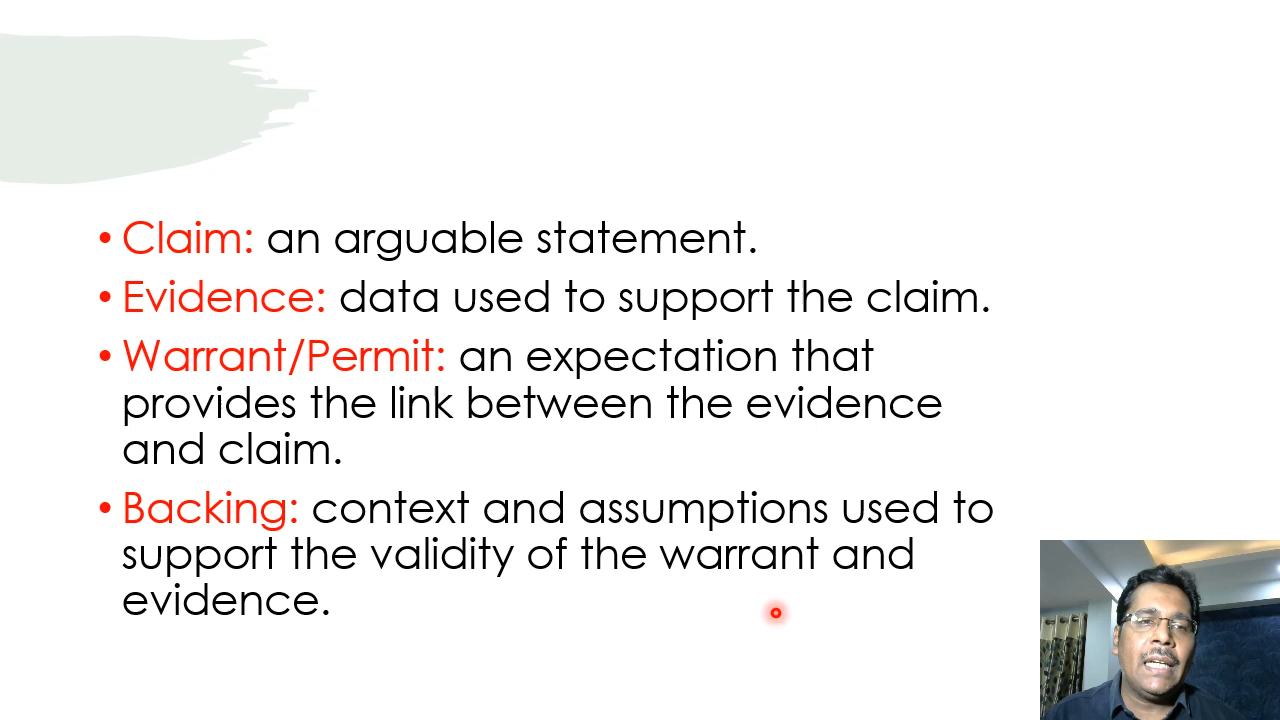 • Claim: an arguable statement.
• Evidence: data used to support the claim.
• Warrant/Permit: an expectation that
provides the link between the evidence
and claim.
• Backing: context and assumptions used to
support the validity of the warrant and
evidence.